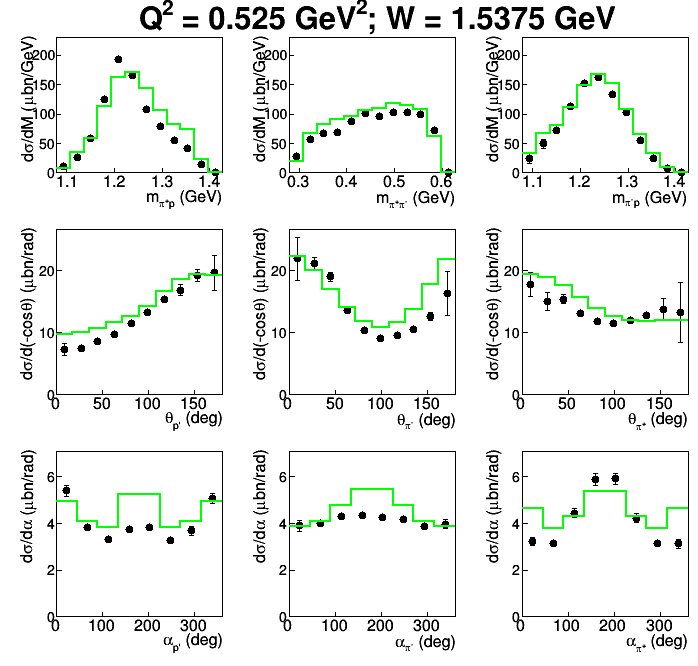 Q² = 0.525 GeV²; W = 1.5375 GeV
dσ/dM (μbn/GeV)
200
150
100
50
0
1.1 1.2 1.3 1.4
m_π⁺p (GeV)
dσ/dM (μbn/GeV)
200
150
100
50
0
0.3 0.4 0.5 0.6
m_π⁺π⁻ (GeV)
dσ/dM (μbn/GeV)
200
150
100
50
0
1.1 1.2 1.3 1.4
m_π⁻p (GeV)
dσ/d(-cosθ) (μbn/rad)
20
10
0
0 50 100 150
θ_p' (deg)
dσ/d(-cosθ) (μbn/rad)
20
10
0
0 50 100 150
θ_π⁻ (deg)
dσ/d(-cosθ) (μbn/rad)
20
10
0
0 50 100 150
θ_π⁺ (deg)
dσ/dα (μbn/rad)
6
4
2
0
0 100 200 300
α_p' (deg)
dσ/dα (μbn/rad)
6
4
2
0
0 100 200 300
α_π⁻ (deg)
dσ/dα (μbn/rad)
6
4
2
0
0 100 200 300
α_π⁺ (deg)